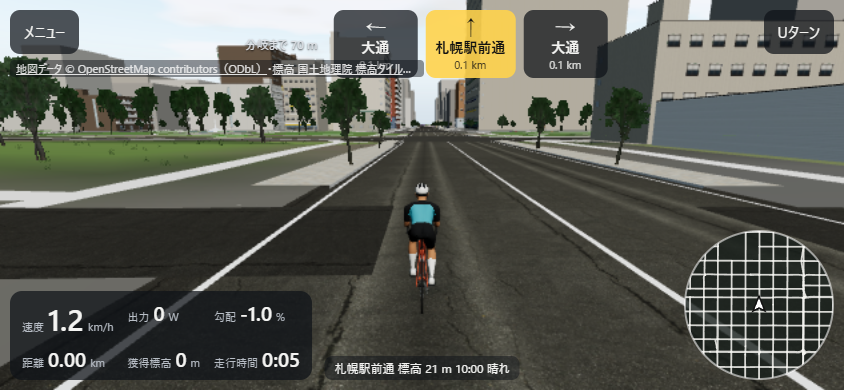 メニュー
分岐まで 70 m
←
大通
↑
札幌駅前通
0.1 km
→
大通
0.1 km
Uターン
地図データ © OpenStreetMap contributors（ODbL）・標高 国土地理院 標高タイル...
速度 1.2 km/h
出力 0 W
勾配 -1.0 %
距離 0.00 km
獲得標高 0 m
走行時間 0:05
札幌駅前通 標高 21 m 10:00 晴れ